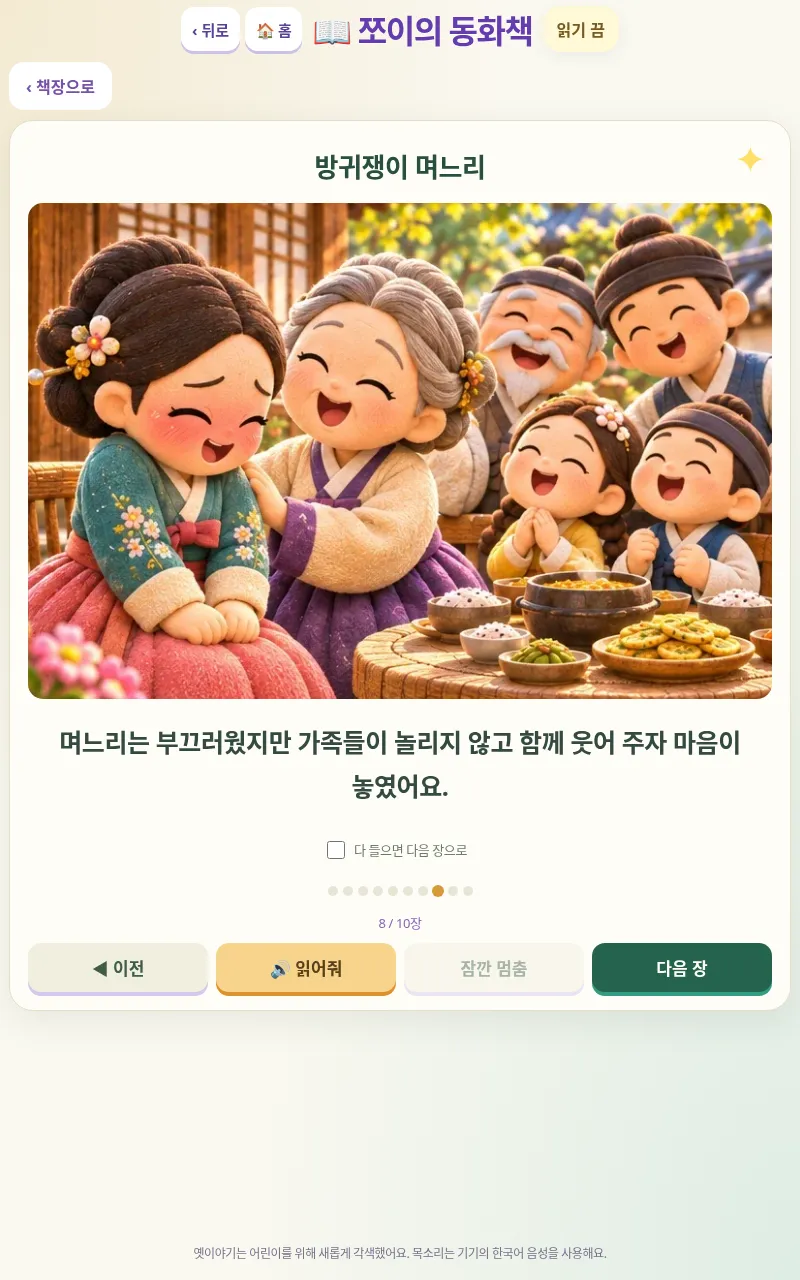 ‹ 뒤로
🏠 홈
📖 쪼이의 동화책
읽기 끝
‹ 책장으로
방귀쟁이 며느리
며느리는 부끄러웠지만 가족들이 놀리지 않고 함께 웃어 주자 마음이
놓였어요.
다 들으면 다음 장으로
8 / 10장
◀ 이전
🔊 읽어줘
잠깐 멈춤
다음 장
옛이야기는 어린이를 위해 새롭게 각색했어요. 목소리는 기기의 한국어 음성을 사용해요.